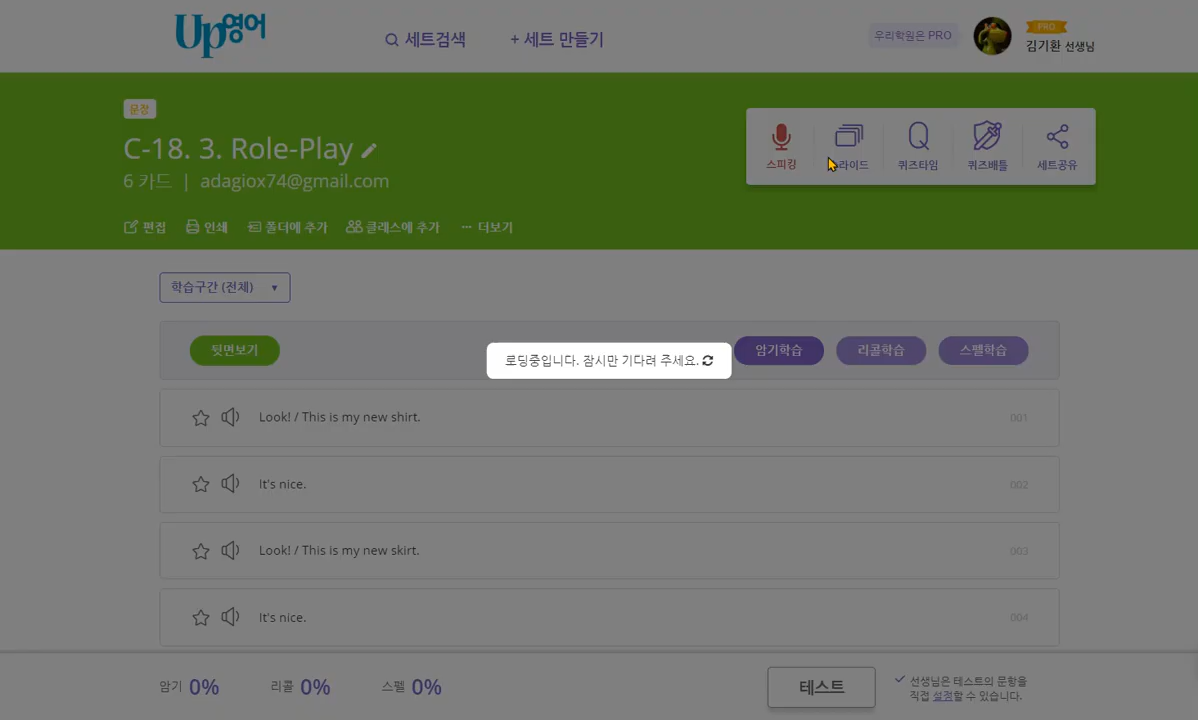 Up영어
세트검색
+ 세트 만들기
우리학원은 PRO
PRO
김기환 선생님
문장
C-18. 3. Role-Play
6 카드 | adagiox74@gmail.com
스피킹
라이드
퀴즈타임
퀴즈배틀
세트공유
편집
인쇄
폴더에 추가
클래스에 추가
··· 더보기
학습구간 (전체) ▼
뒷면보기
로딩중입니다. 잠시만 기다려 주세요.
암기학습
리콜학습
스펠학습
Look! / This is my new shirt.
001
It's nice.
002
Look! / This is my new skirt.
003
It's nice.
004
암기 0%
리콜 0%
스펠 0%
테스트
선생님은 테스트의 문항을
직접 설정할 수 있습니다.